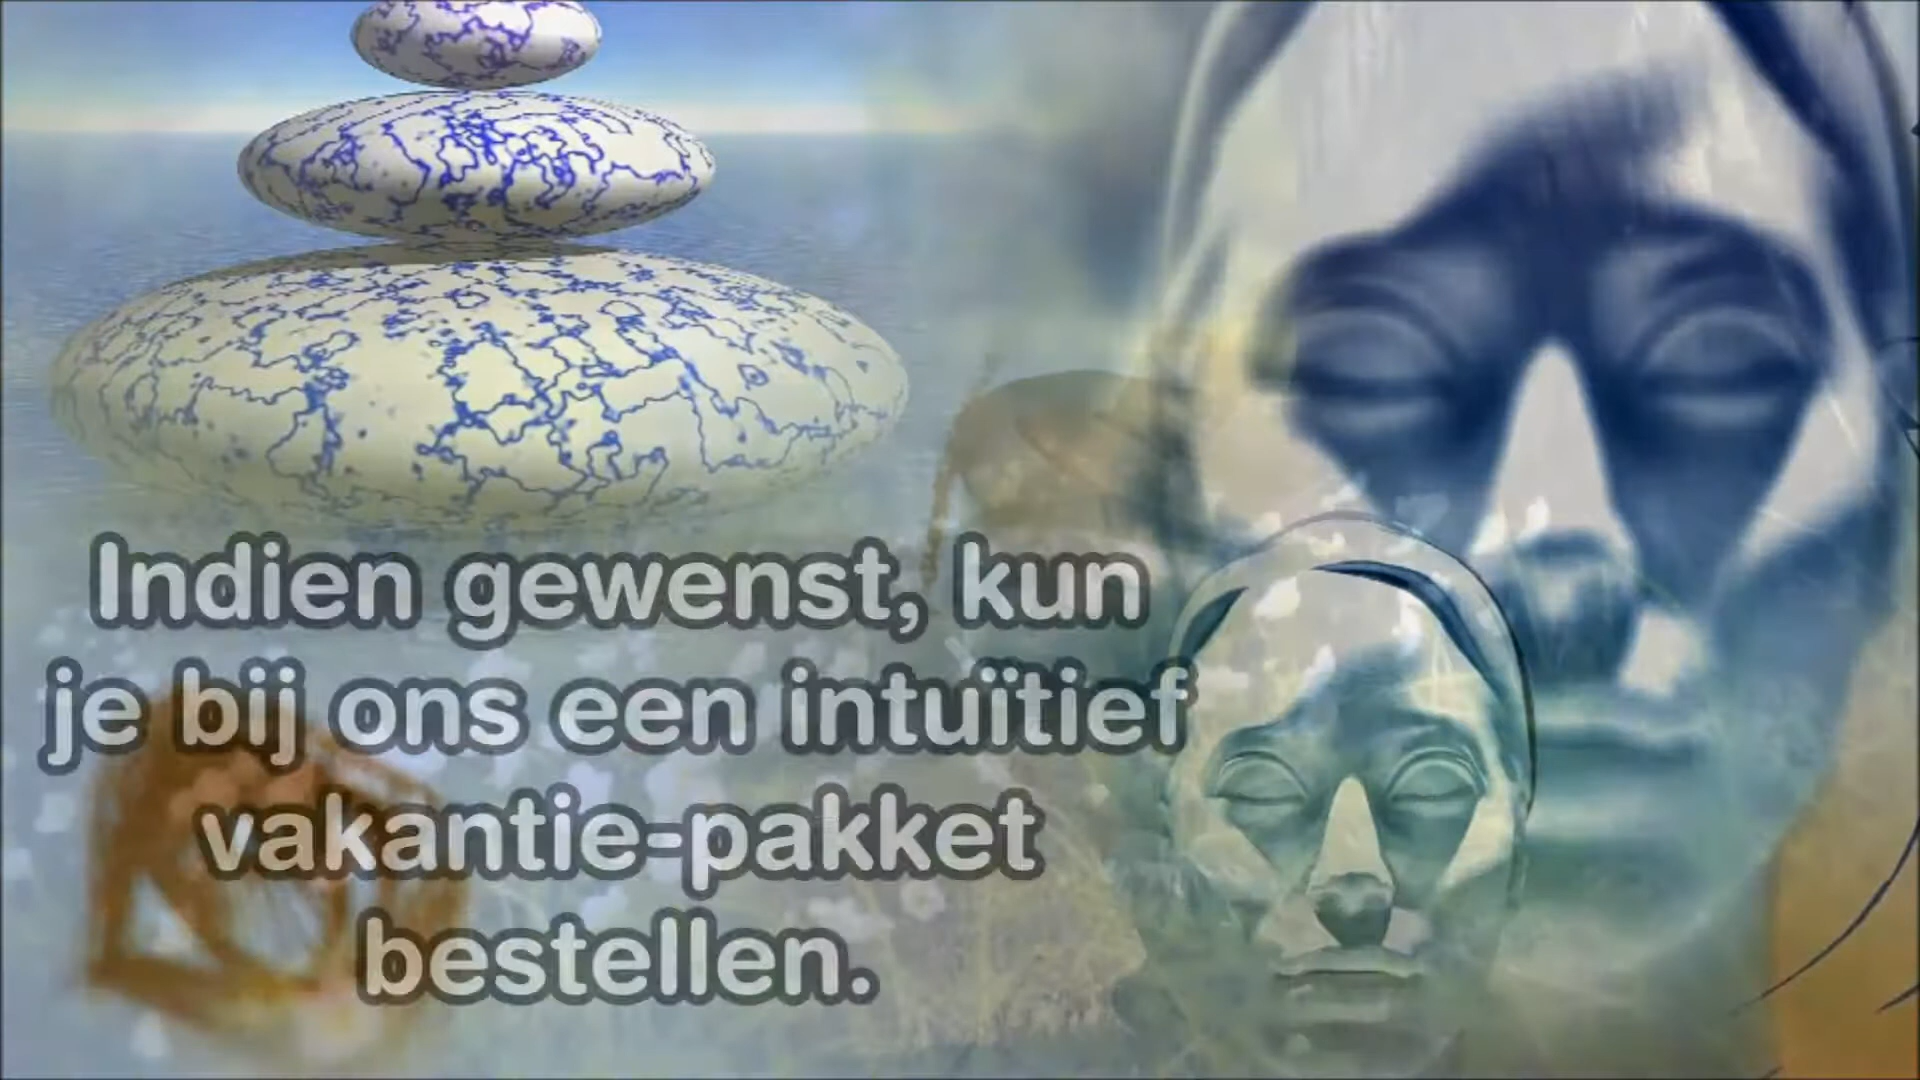 Indien gewenst, kun
je bij ons een intuïtief
vakantie-pakket
bestellen.